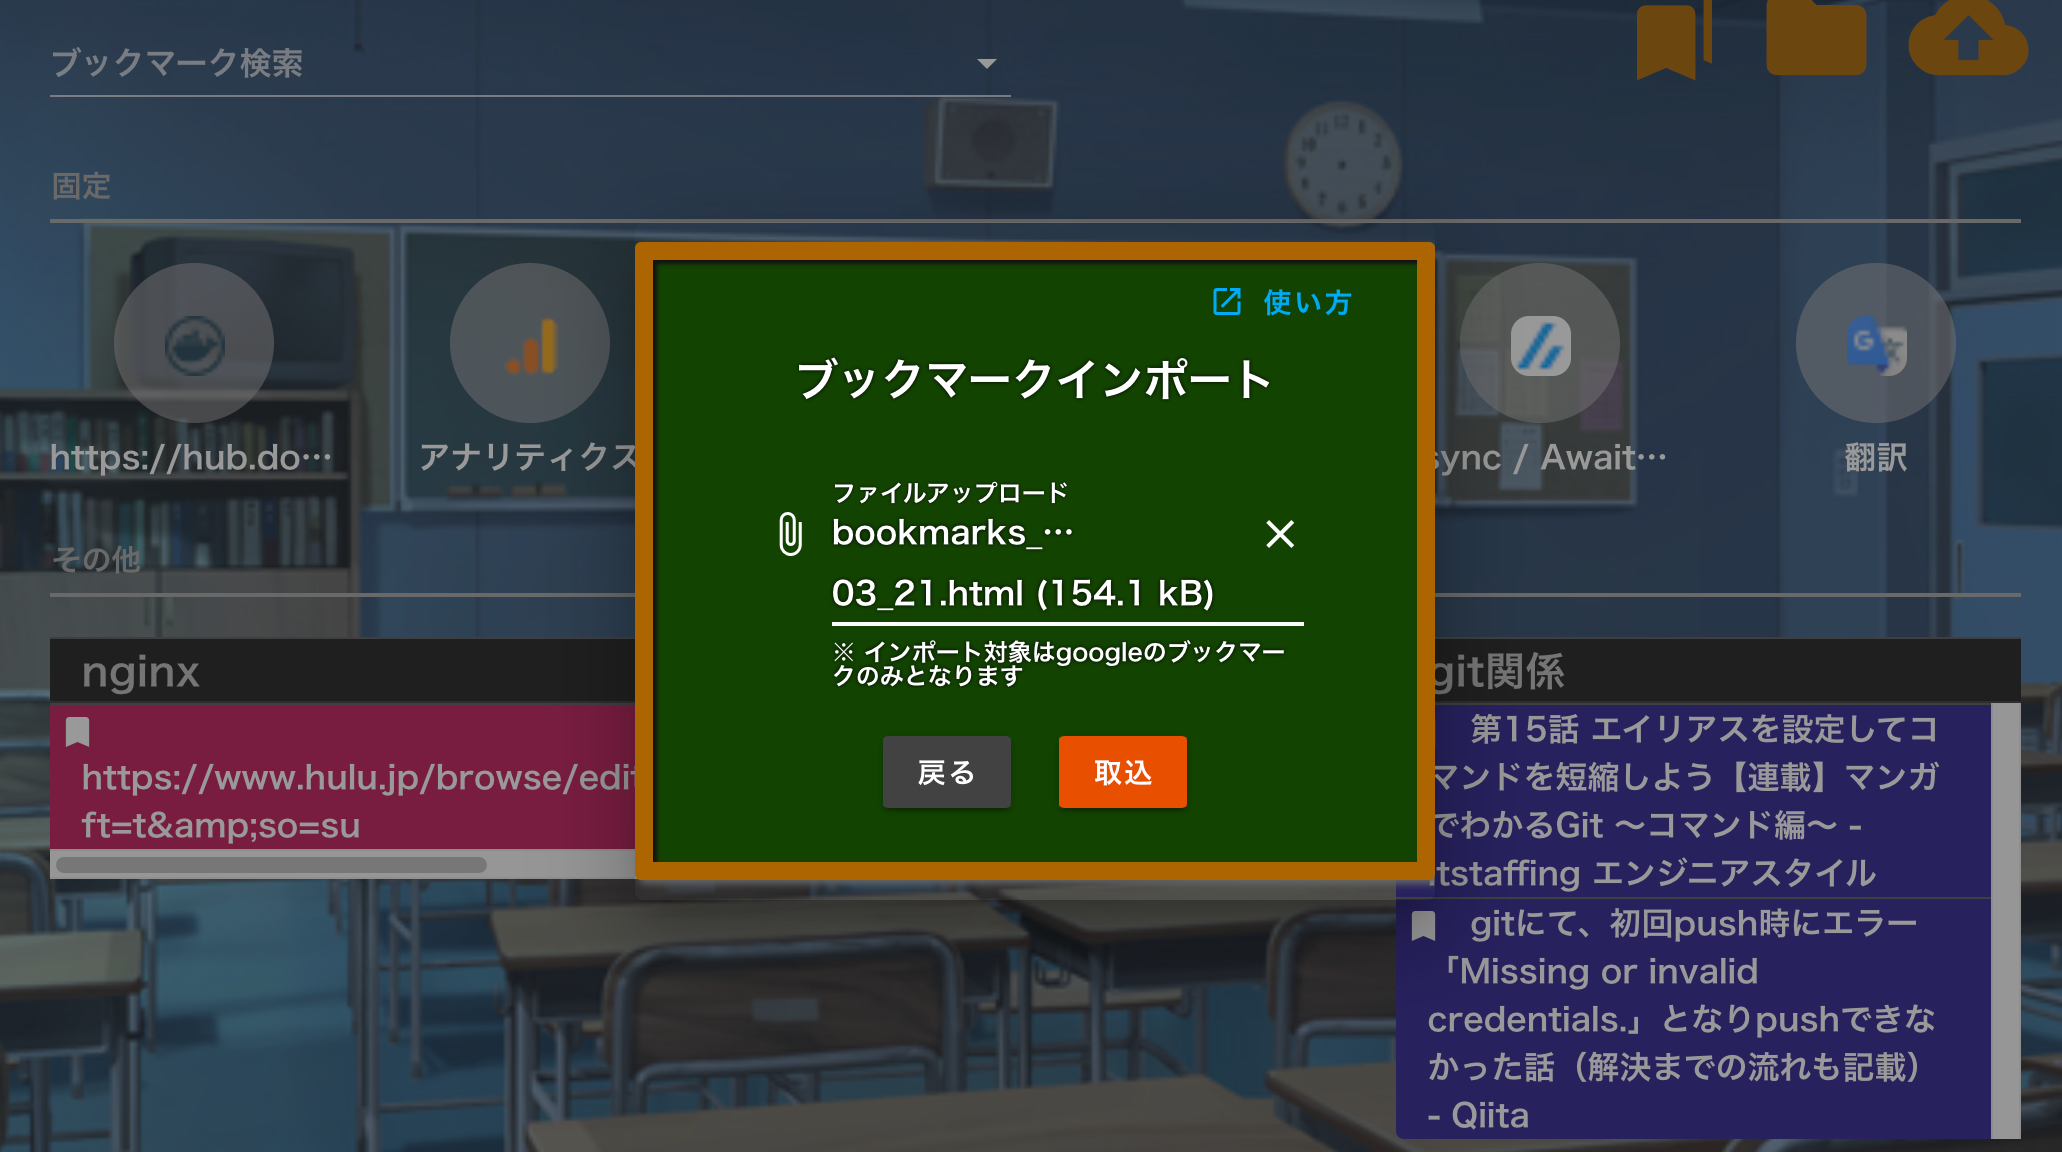 ブックマーク検索
固定
https://hub.do…
アナリティクス
sync / Await…
翻訳
その他
nginx
https://www.hulu.jp/browse/edit
ft=t&amp;so=su
使い方
ブックマークインポート
ファイルアップロード
bookmarks_…
03_21.html (154.1 kB)
※ インポート対象はgoogleのブックマー
クのみとなります
戻る
取込
git関係
第15話 エイリアスを設定してコ
マンドを短縮しよう【連載】マンガ
でわかるGit ～コマンド編～ -
itstaffing エンジニアスタイル
gitにて、初回push時にエラー
「Missing or invalid
credentials.」となりpushできな
かった話（解決までの流れも記載）
- Qiita